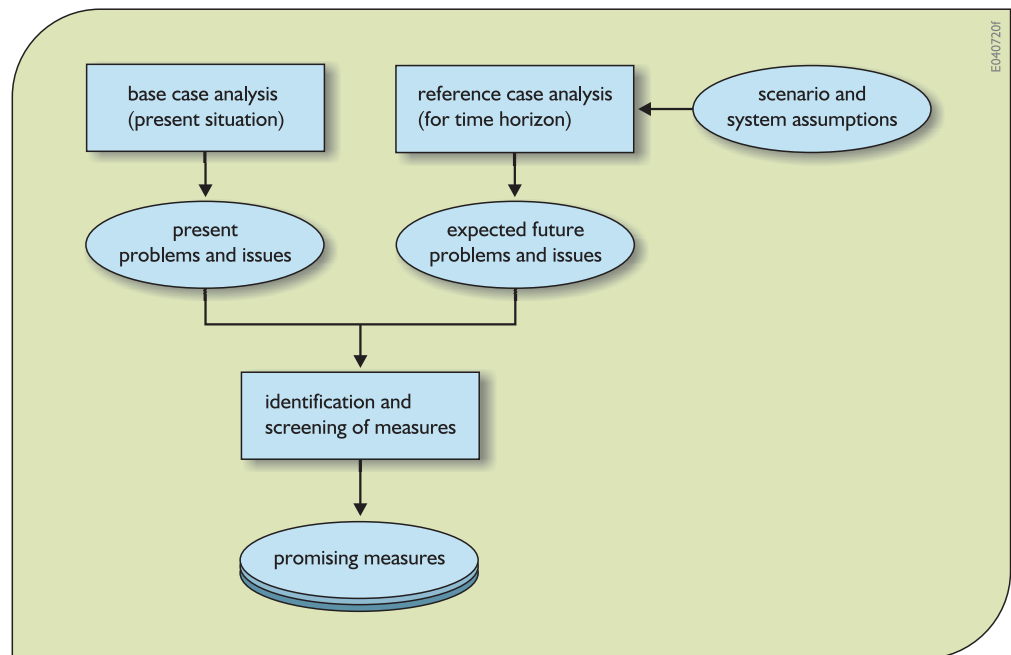 E040720f
base case analysis
(present situation)
reference case analysis
(for time horizon)
scenario and
system assumptions
present
problems and issues
expected future
problems and issues
identification and
screening of measures
promising measures